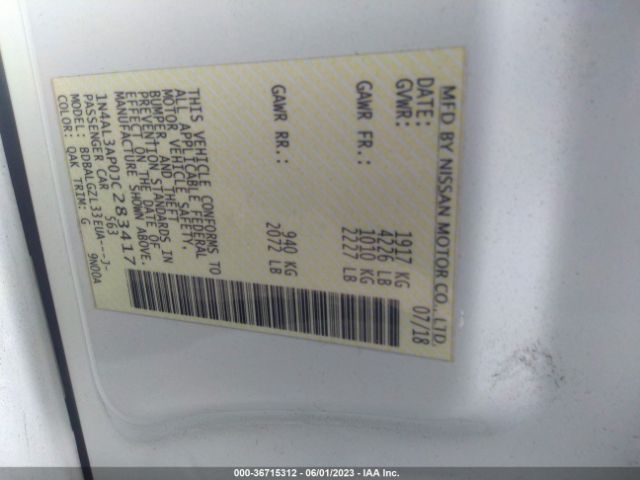 MFD BY NISSAN MOTOR CO., LTD.
DATE: 07/18
GVWR: 1917 KG
4226 LB
GAWR FR.: 1010 KG
2227 LB
GAWR RR.: 940 KG
2072 LB
THIS VEHICLE CONFORMS TO
ALL APPLICABLE FEDERAL
MOTOR VEHICLE SAFETY,
BUMPER, AND THEFT
PREVENTION STANDARDS IN
EFFECT ON THE DATE OF
MANUFACTURE SHOWN ABOVE.
1N4AL3AP0JC283417
PASSENGER CAR 563
MODEL: BDBALGZL33EUA---J-
COLOR: QAK TRIM: G 9N00A
000-36715312 - 06/01/2023 - IAA Inc.